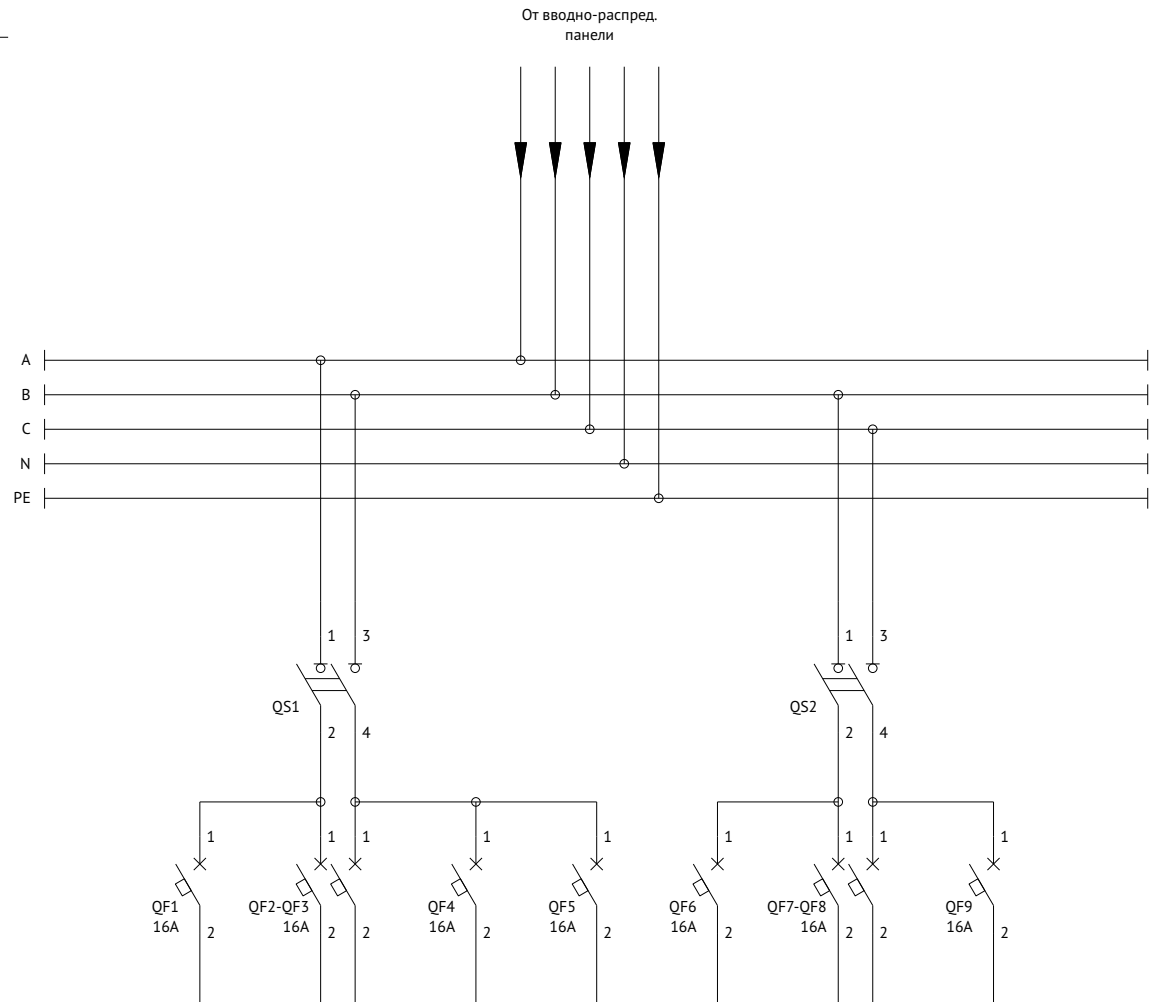 От вводно-распред.
панели
A
B
C
N
PE
1 3 1 3
QS1 QS2
2 4 2 4
1 1 1 1 1 1 1 1 1
QF1 QF2-QF3 QF4 QF5 QF6 QF7-QF8 QF9
16A 16A 16A 16A 16A 16A 16A
2 2 2 2 2 2 2 2 2